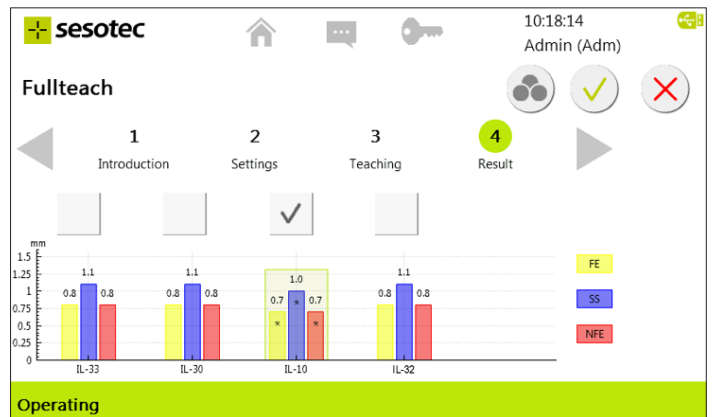 sesotec
10:18:14
Admin (Adm)
Fullteach
1 2 3 4
Introduction Settings Teaching Result
mm
1.5
1.25
1
0.75
0.5
0.25
0
0.8 1.1 0.8
0.8 1.1 0.8
0.7 1.0 0.7
* * *
0.8 1.1 0.8
IL-33 IL-30 IL-10 IL-32
FE
SS
NFE
Operating